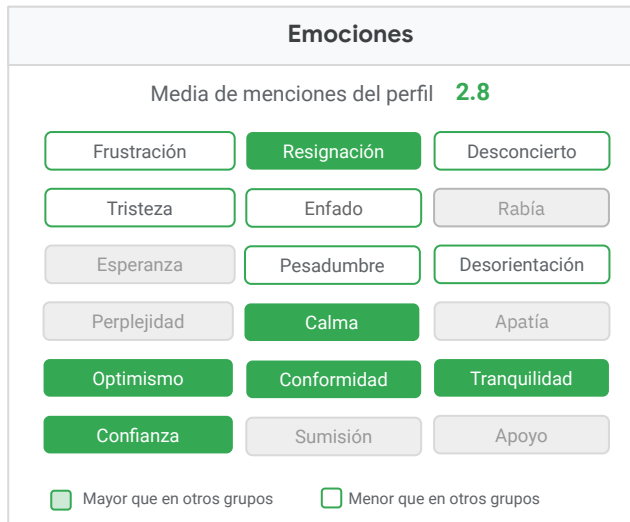 Emociones
Media de menciones del perfil 2.8
Frustración Resignación Desconcierto
Tristeza Enfado Rabía
Esperanza Pesadumbre Desorientación
Perplejidad Calma Apatía
Optimismo Conformidad Tranquilidad
Confianza Sumisión Apoyo
Mayor que en otros grupos Menor que en otros grupos